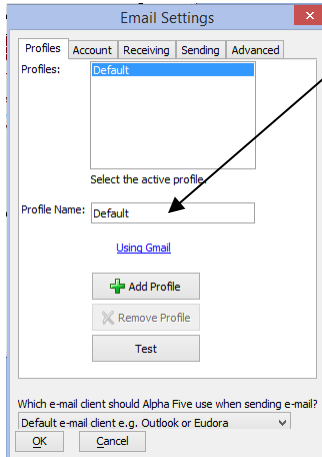 Email Settings
Profiles Account Receiving Sending Advanced
Profiles: Default
Select the active profile.
Profile Name: Default
Using Gmail
Add Profile
Remove Profile
Test
Which e-mail client should Alpha Five use when sending e-mail?
Default e-mail client e.g. Outlook or Eudora
OK Cancel